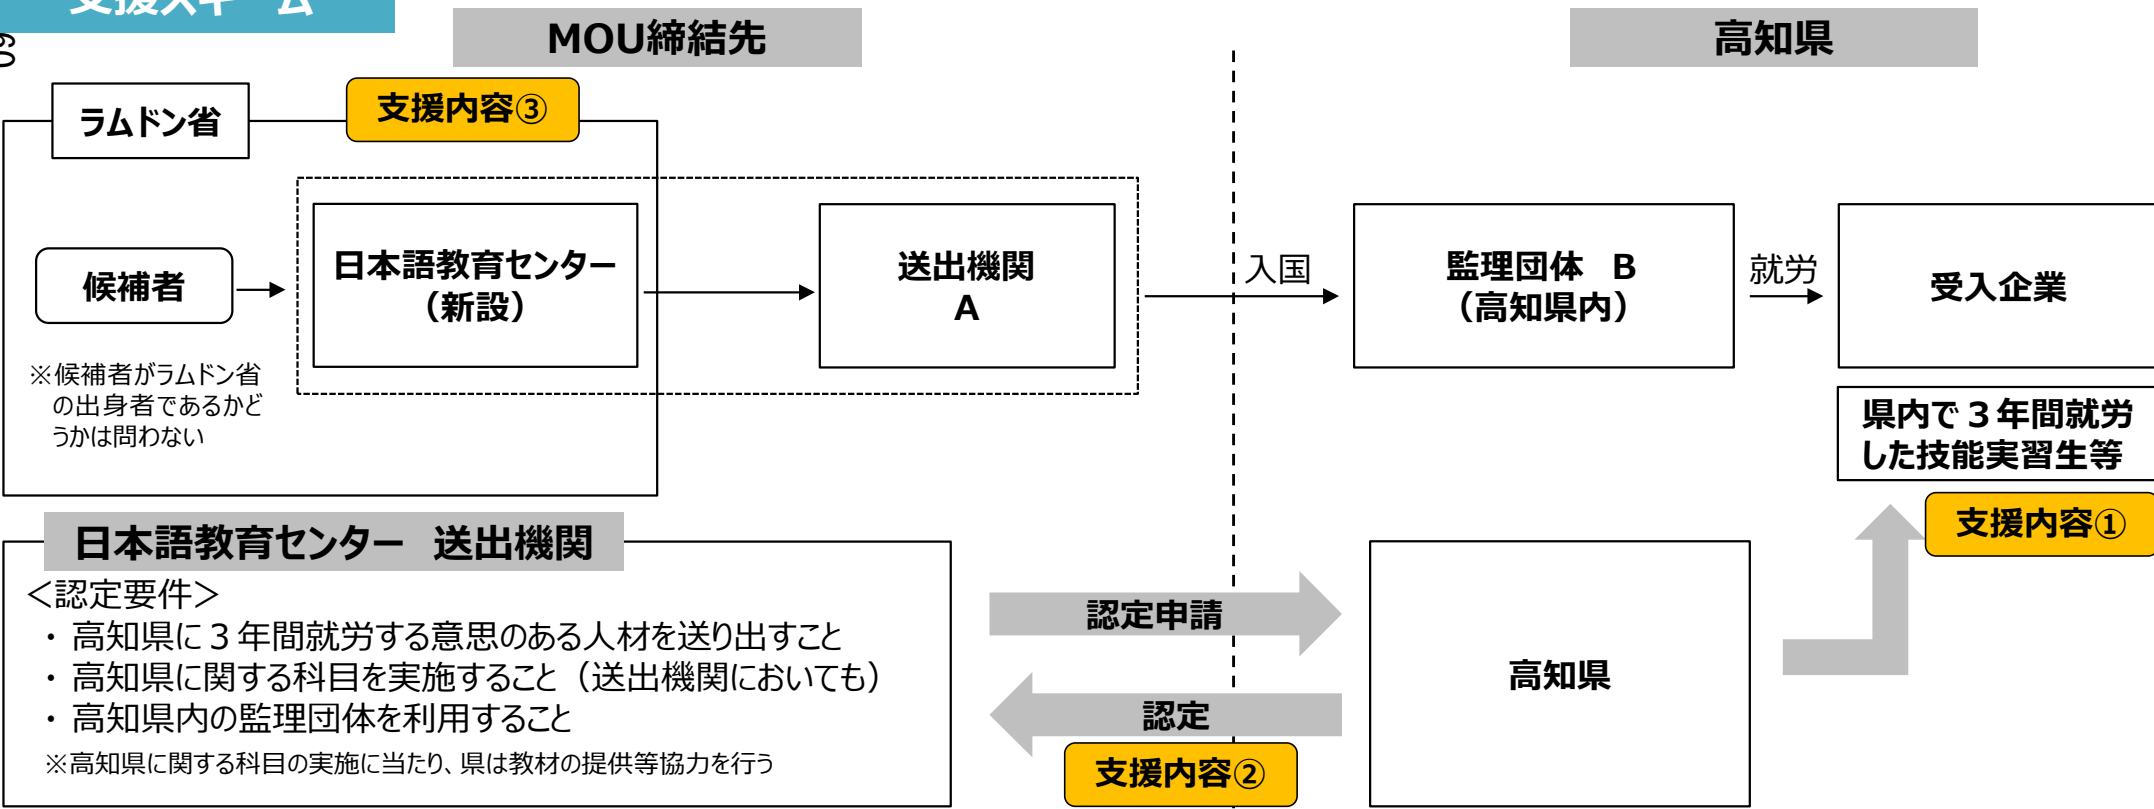 支援スキーム
09
MOU締結先
高知県
ラムドン省
支援内容③
候補者
日本語教育センター
（新設）
送出機関
A
入国
監理団体 B
（高知県内）
就労
受入企業
※候補者がラムドン省
の出身者であるかど
うかは問わない
県内で３年間就労
した技能実習生等
支援内容①
日本語教育センター 送出機関
＜認定要件＞
・高知県に３年間就労する意思のある人材を送り出すこと
・高知県に関する科目を実施すること（送出機関においても）
・高知県内の監理団体を利用すること
※高知県に関する科目の実施に当たり、県は教材の提供等協力を行う
認定申請
認定
支援内容②
高知県